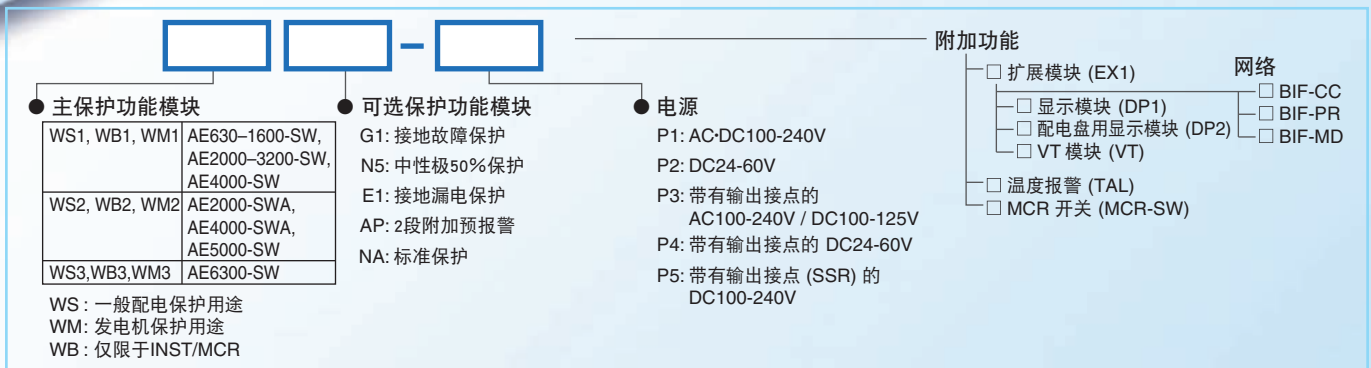 附加功能
扩展模块 (EX1)
网络
显示模块 (DP1)
配电盘用显示模块 (DP2)
VT 模块 (VT)
BIF-CC
BIF-PR
BIF-MD
温度报警 (TAL)
MCR 开关 (MCR-SW)
● 主保护功能模块
WS1, WB1, WM1 AE630–1600-SW,
AE2000–3200-SW,
AE4000-SW
WS2, WB2, WM2 AE2000-SWA,
AE4000-SWA,
AE5000-SW
WS3,WB3,WM3 AE6300-SW
WS : 一般配电保护用途
WM: 发电机保护用途
WB : 仅限于INST/MCR
● 可选保护功能模块
G1: 接地故障保护
N5: 中性极50%保护
E1: 接地漏电保护
AP: 2段附加预报警
NA: 标准保护
● 电源
P1: AC•DC100-240V
P2: DC24-60V
P3: 带有输出接点的
AC100-240V / DC100-125V
P4: 带有输出接点的 DC24-60V
P5: 带有输出接点 (SSR) 的
DC100-240V